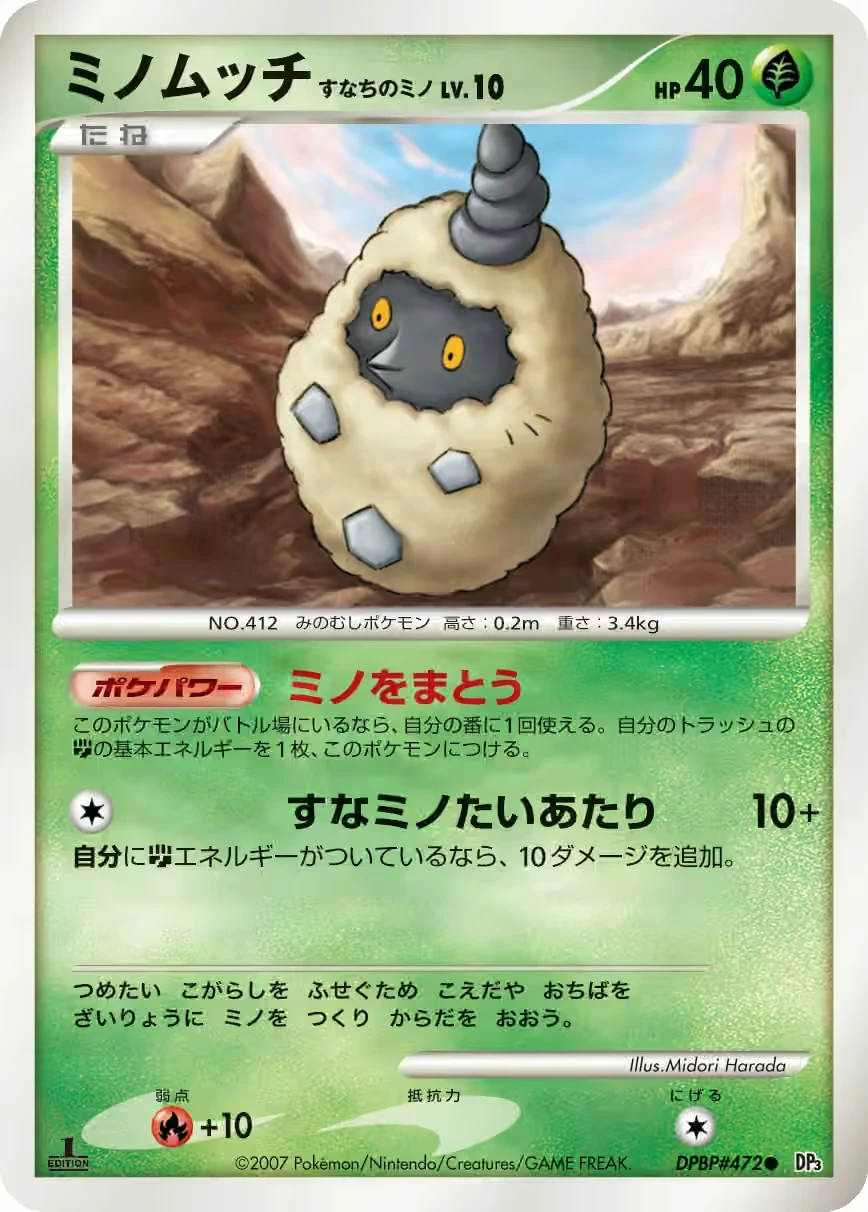 ミノムッチ すなちのミノ LV.10 HP 40
たね
NO.412 みのむしポケモン 高さ:0.2m 重さ:3.4kg
ポケパワー ミノをまとう
このポケモンがバトル場にいるなら、自分の番に1回使える。自分のトラッシュの
の基本エネルギーを1枚、このポケモンにつける。
すなミノたいあたり 10+
自分にエネルギーがついているなら、10ダメージを追加。
つめたい こがらしを ふせぐため こえだや おちばを
ざいりょうに ミノを つくり からだを おおう。
Illus.Midori Harada
弱点 抵抗力 にげる
+10
1 EDITION ©2007 Pokémon/Nintendo/Creatures/GAME FREAK. DPBP#472● DP3